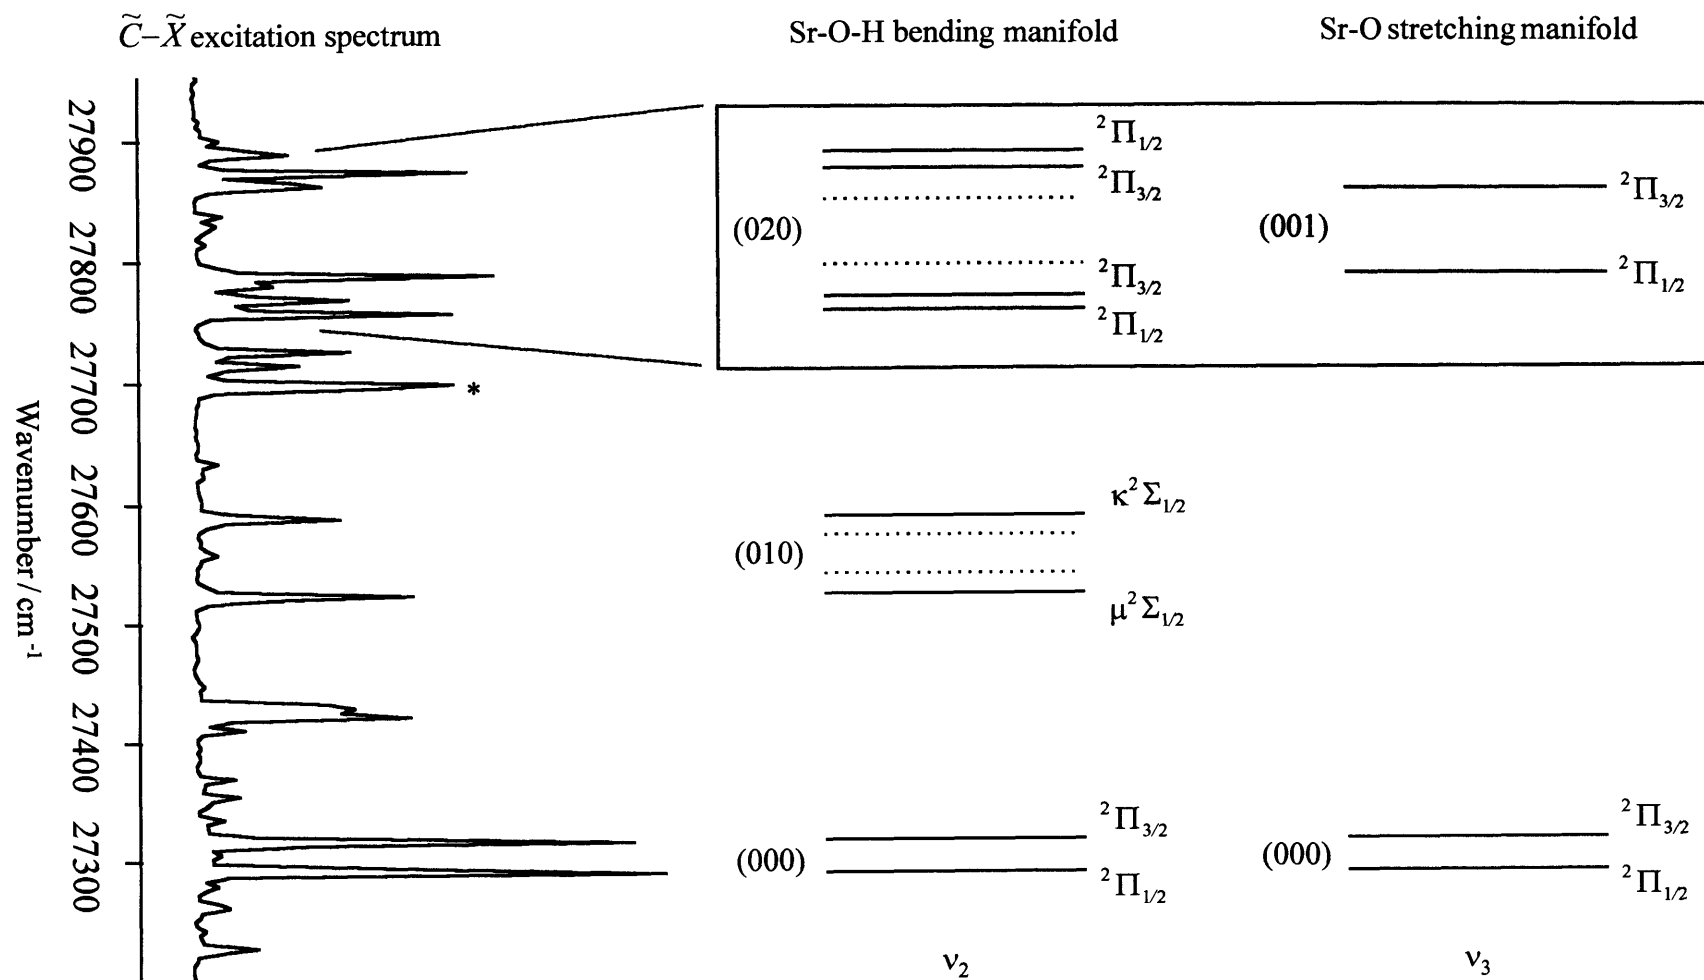 C̃–X̃ excitation spectrum
Sr-O-H bending manifold
Sr-O stretching manifold
27900
27800
27700
27600
27500
27400
27300
Wavenumber/cm⁻¹
*
(020)
²Π₁/₂
²Π₃/₂
²Π₃/₂
²Π₁/₂
(001)
²Π₃/₂
²Π₁/₂
(010)
κ²Σ₁/₂
μ²Σ₁/₂
(000)
²Π₃/₂
²Π₁/₂
(000)
²Π₃/₂
²Π₁/₂
ν₂
ν₃